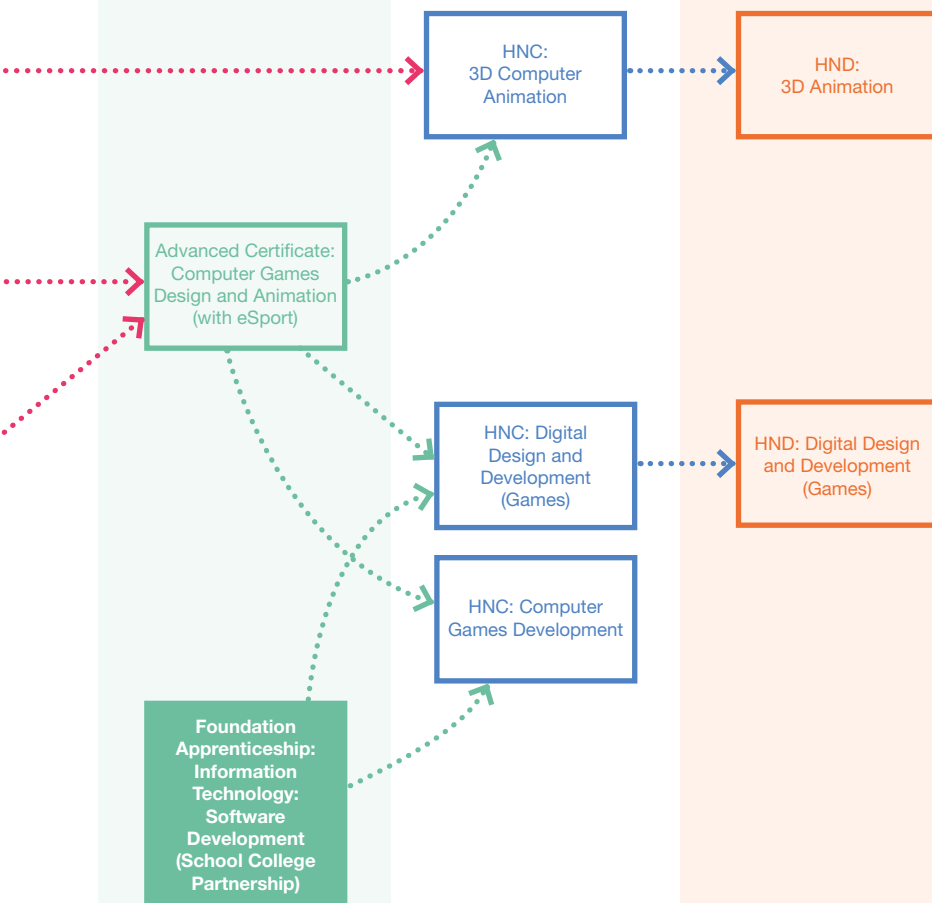 HNC:
3D Computer
Animation
HND:
3D Animation
Advanced Certificate:
Computer Games
Design and Animation
(with eSport)
HNC: Digital
Design and
Development
(Games)
HND: Digital Design
and Development
(Games)
HNC: Computer
Games Development
Foundation
Apprenticeship:
Information
Technology:
Software
Development
(School College
Partnership)